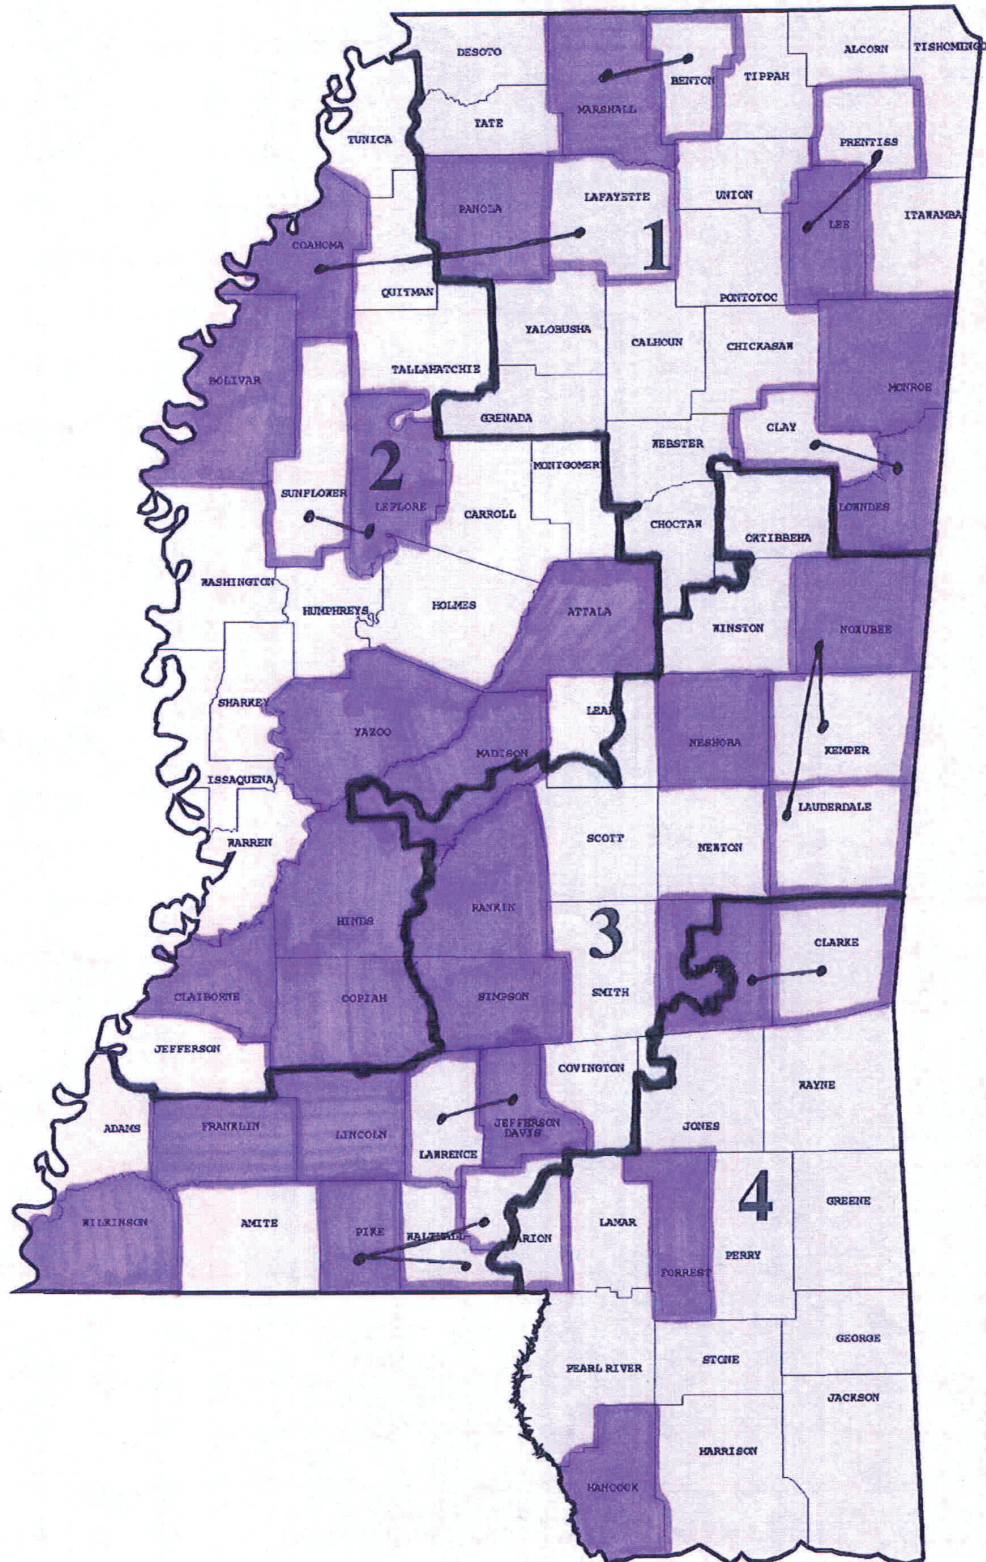 DESOTO
BENTON
ALCORN
TISHOMINGO
TIPPAH
MARSHALL
TATE
TUNICA
PRENTISS
PANOLA
LAFAYETTE
UNION
LEE
ITAWAMBA
1
COAHOMA
QUITMAN
PONTOTOC
YALOBUSHA
CALHOUN
CHICKASAW
TALLAHATCHIE
BOLIVAR
MONROE
GRENADA
CLAY
WEBSTER
2
MONTGOMERY
SUNFLOWER
LEFLORE
CARROLL
CHOCTAW
OKTIBBEHA
LOWNDES
WASHINGTON
HUMPHREYS
HOLMES
ATTALA
WINSTON
NOXUBEE
SHARKEY
YAZOO
MADISON
LEAK
NESHOBA
KEMPER
ISSAQUENA
WARREN
SCOTT
NEWTON
LAUDERDALE
HINDS
RANKIN
3
CLARKE
CLAIBORNE
COPIAH
SIMPSON
SMITH
JEFFERSON
COVINGTON
WAYNE
ADAMS
FRANKLIN
LINCOLN
LAWRENCE
JEFFERSON
DAVIS
JONES
WILKINSON
AMITE
PIKE
WALTHALL
MARION
LAMAR
4
GREENE
PERRY
FORREST
PEARL RIVER
STONE
GEORGE
JACKSON
HARRISON
HANCOCK